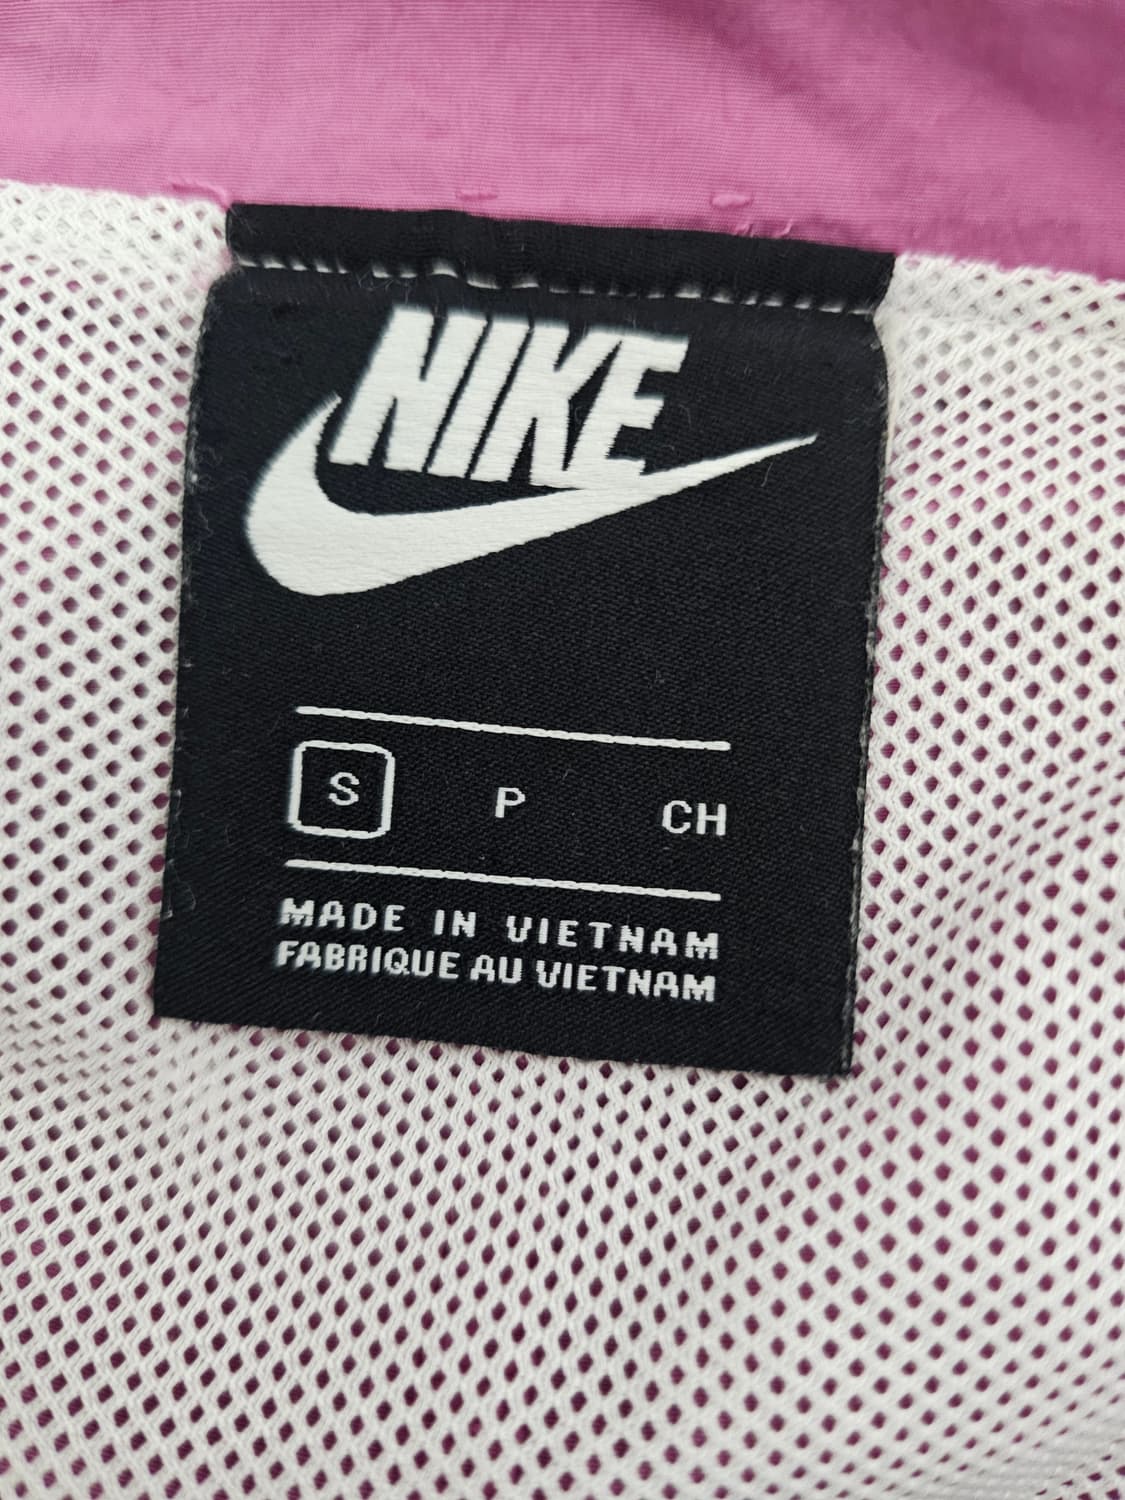 NIKE
S P CH
MADE IN VIETNAM
FABRIQUE AU VIETNAM